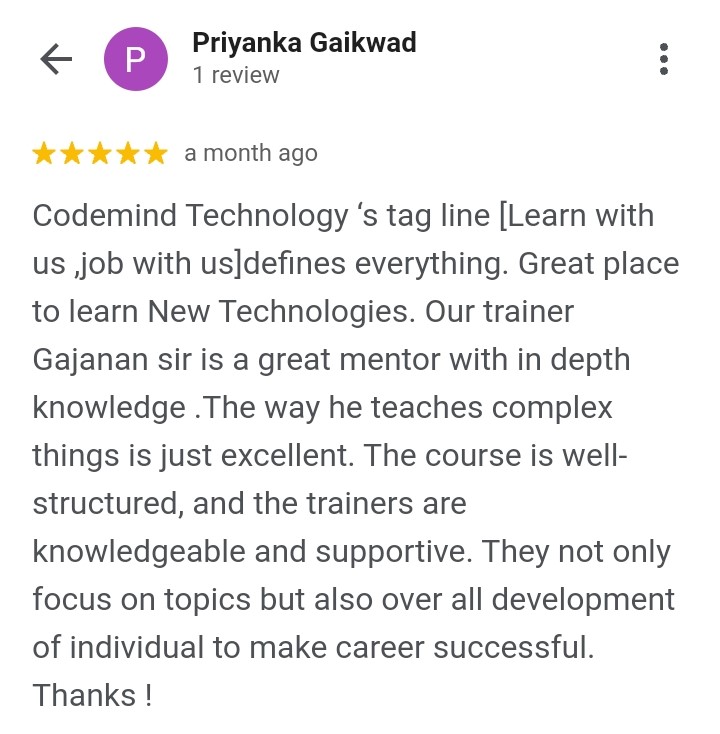 P
Priyanka Gaikwad
1 review
a month ago
Codemind Technology ‘s tag line [Learn with
us ,job with us]defines everything. Great place
to learn New Technologies. Our trainer
Gajanan sir is a great mentor with in depth
knowledge .The way he teaches complex
things is just excellent. The course is well-
structured, and the trainers are
knowledgeable and supportive. They not only
focus on topics but also over all development
of individual to make career successful.
Thanks !